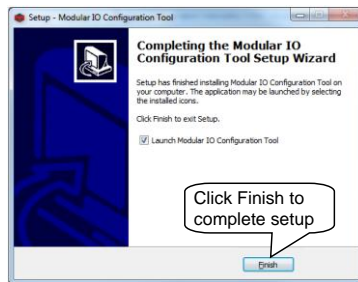 Setup - Modular IO Configuration Tool
Completing the Modular IO
Configuration Tool Setup Wizard
Setup has finished installing Modular IO Configuration Tool on
your computer. The application may be launched by selecting
the installed icons.
Click Finish to exit Setup.
Launch Modular IO Configuration Tool
Click Finish to
complete setup
Finish